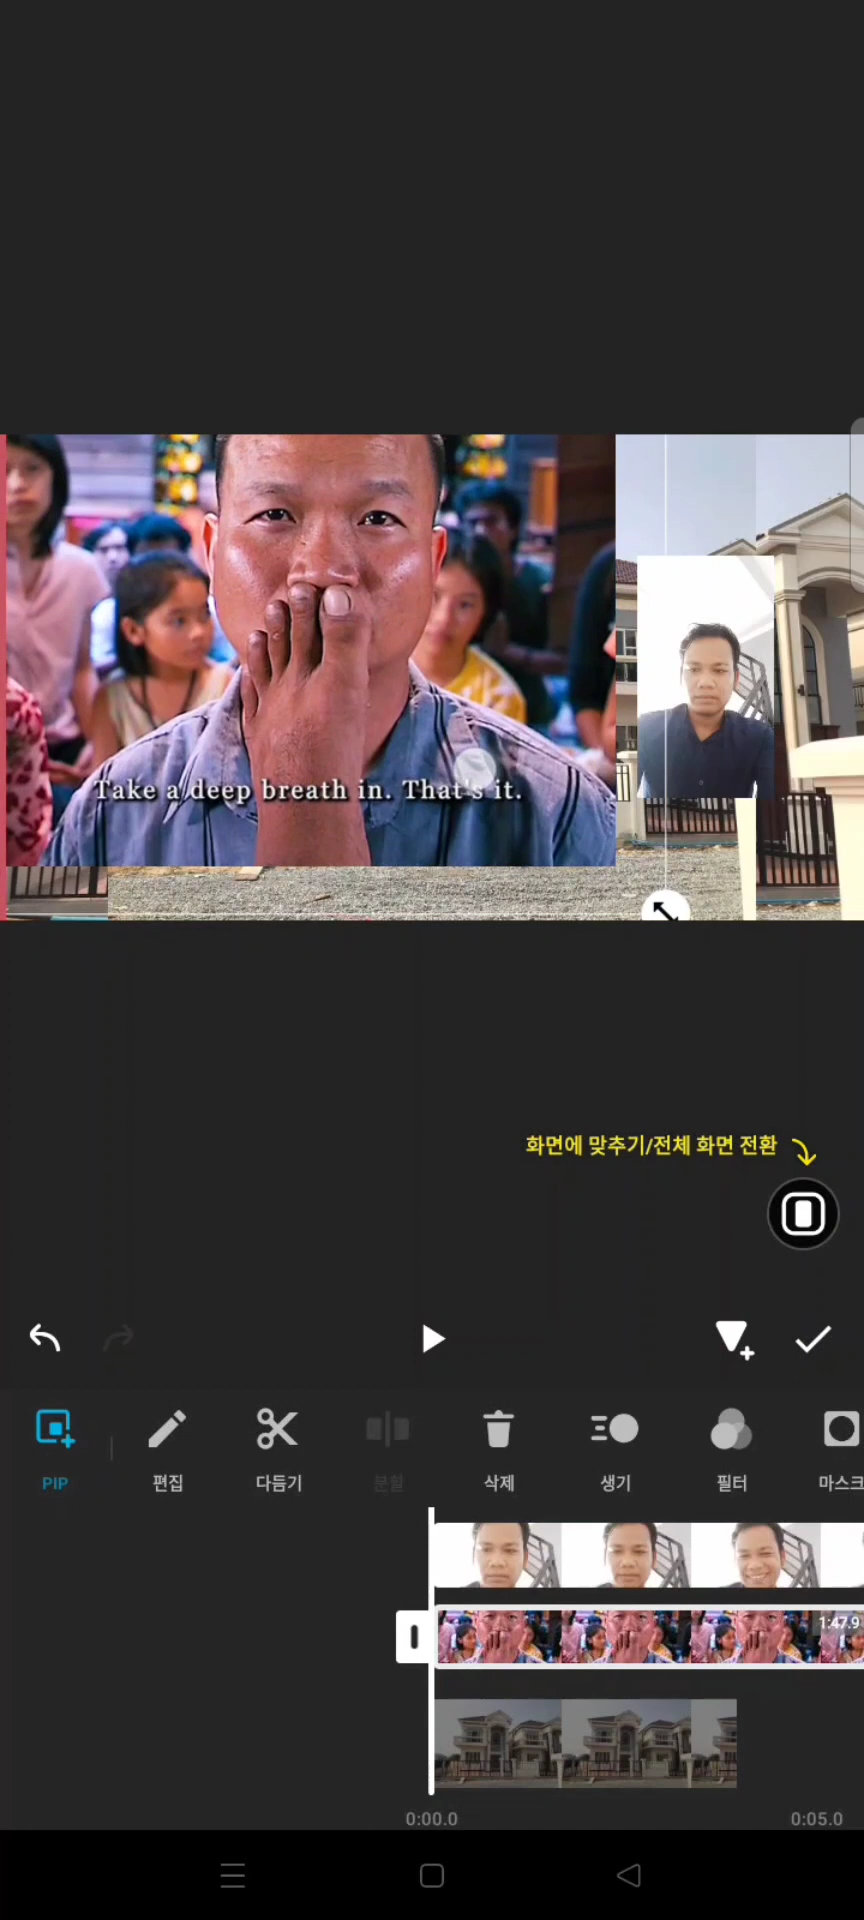 Take a deep breath in. That's it.
화면에 맞추기/전체 화면 전환
PIP
편집
다듬기
분할
삭제
생기
필터
마스크
1:47.9
0:00.0
0:05.0